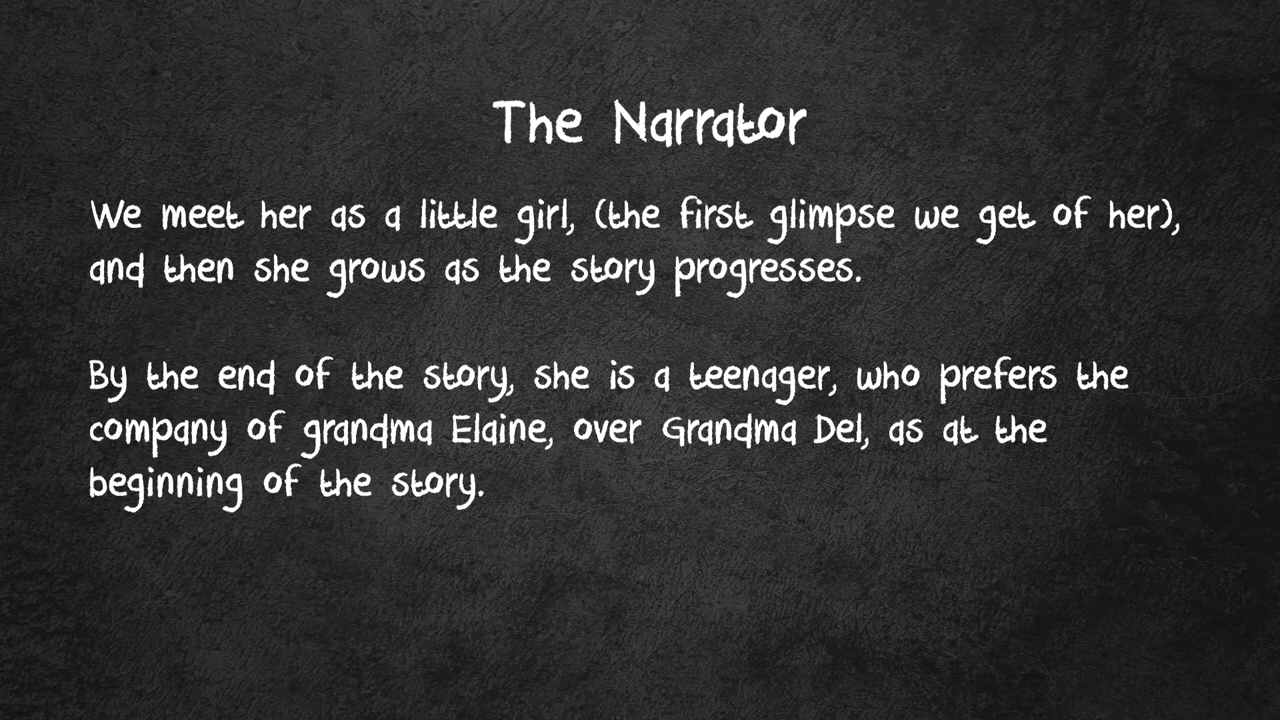 The Narrator
We meet her as a little girl, (the first glimpse we get of her),
and then she grows as the story progresses.
By the end of the story, she is a teenager, who prefers the
company of grandma Elaine, over Grandma Del, as at the
beginning of the story.